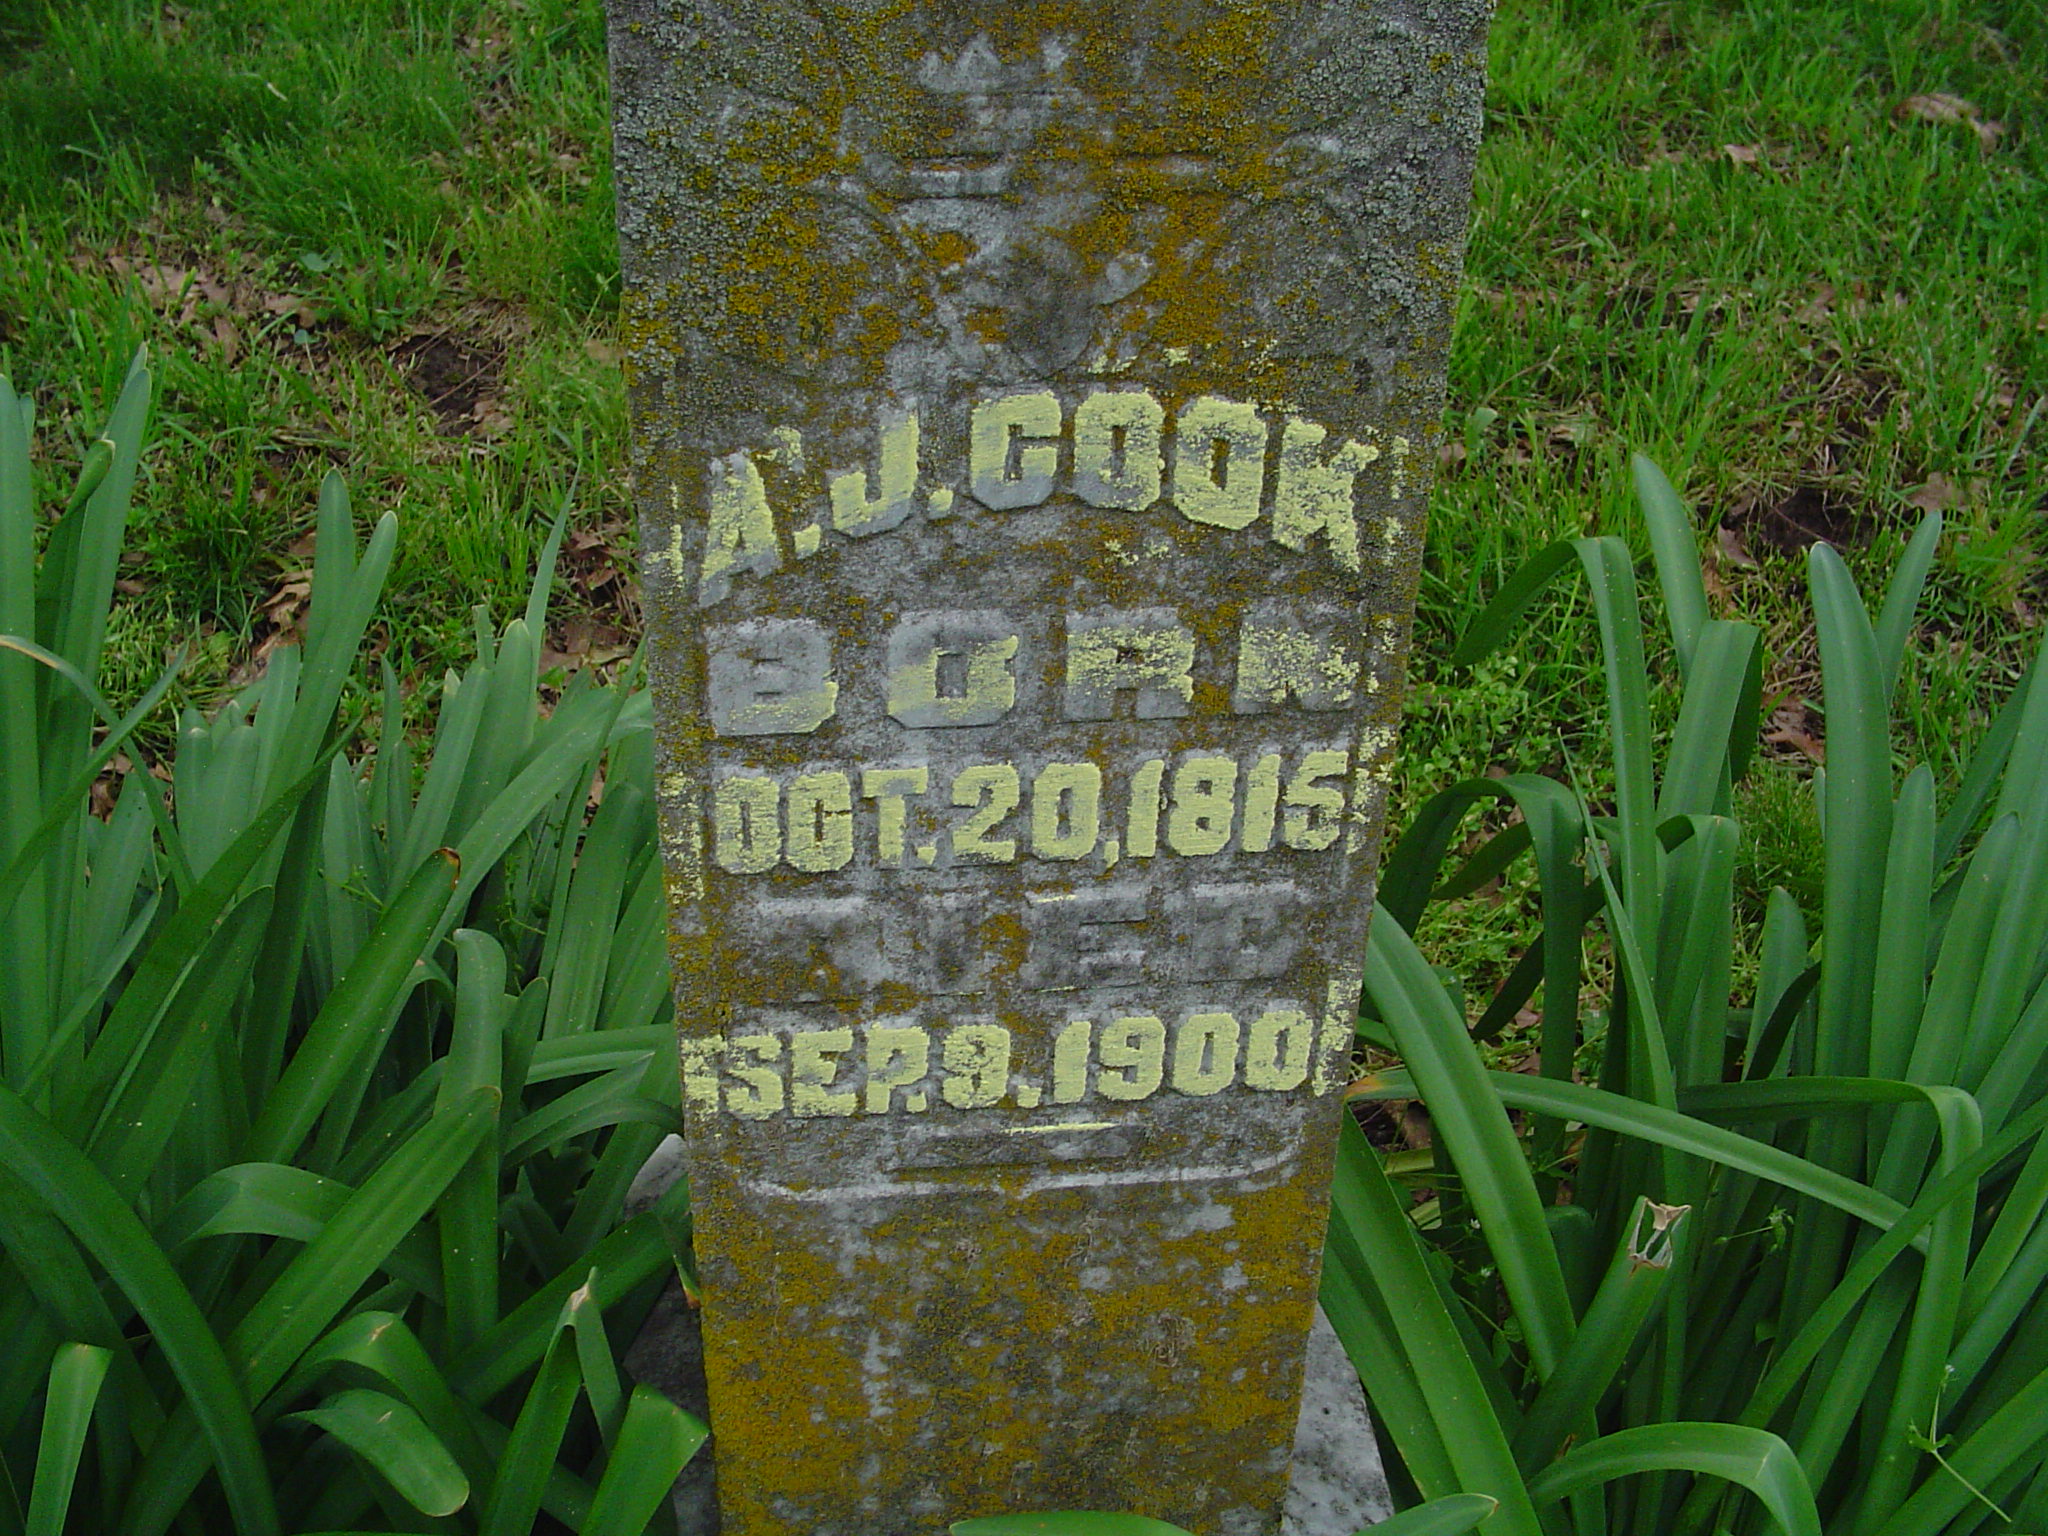 A. J. COOK
BORN
OCT. 20, 1815
DIED
SEP. 9. 1900